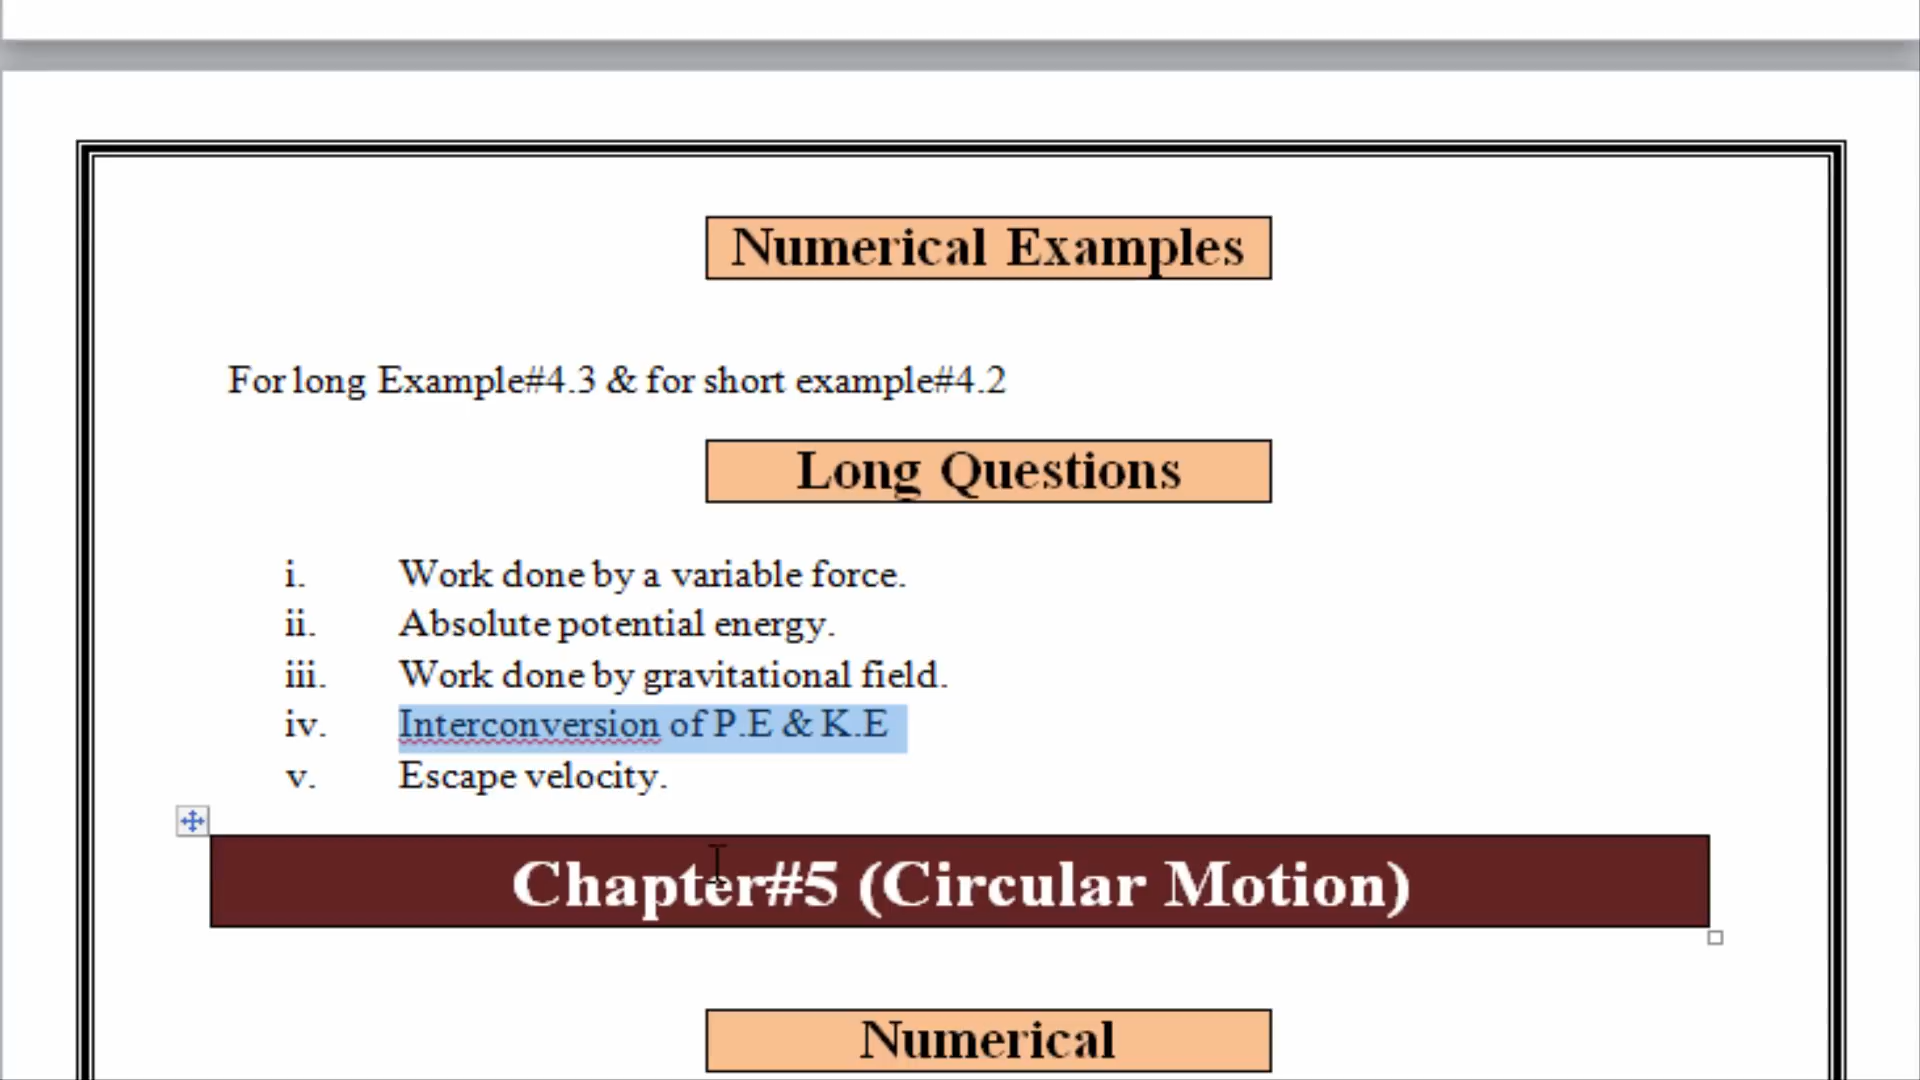 Numerical Examples
For long Example#4.3 & for short example#4.2
Long Questions
i. Work done by a variable force.
ii. Absolute potential energy.
iii. Work done by gravitational field.
iv. Interconversion of P.E & K.E
v. Escape velocity.
Chapter#5 (Circular Motion)
Numerical